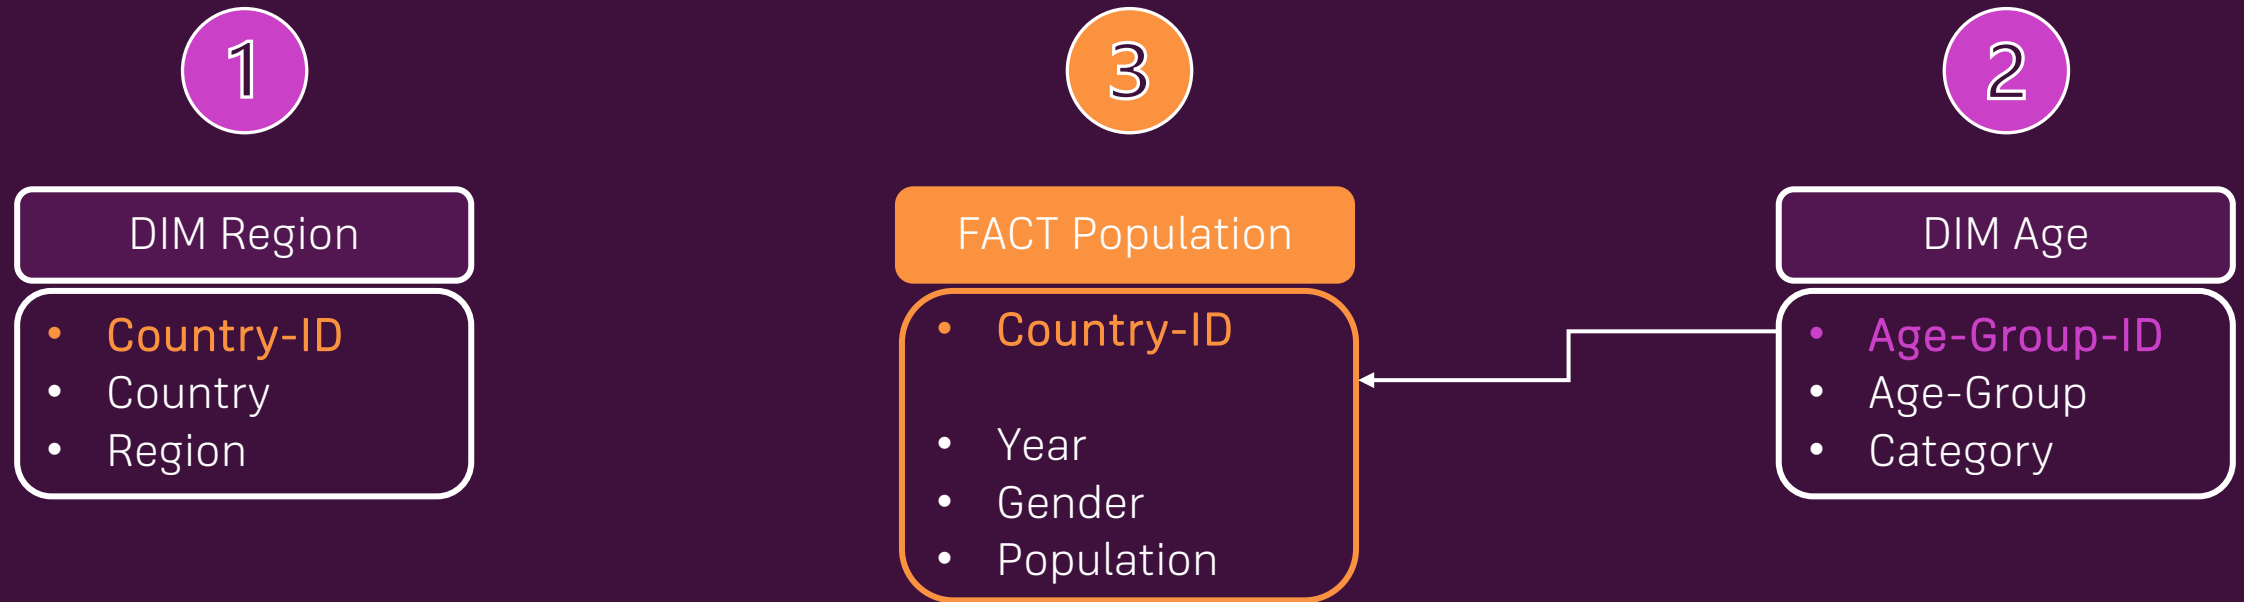 1
DIM Region
• Country-ID
• Country
• Region
3
FACT Population
• Country-ID
• Year
• Gender
• Population
2
DIM Age
• Age-Group-ID
• Age-Group
• Category